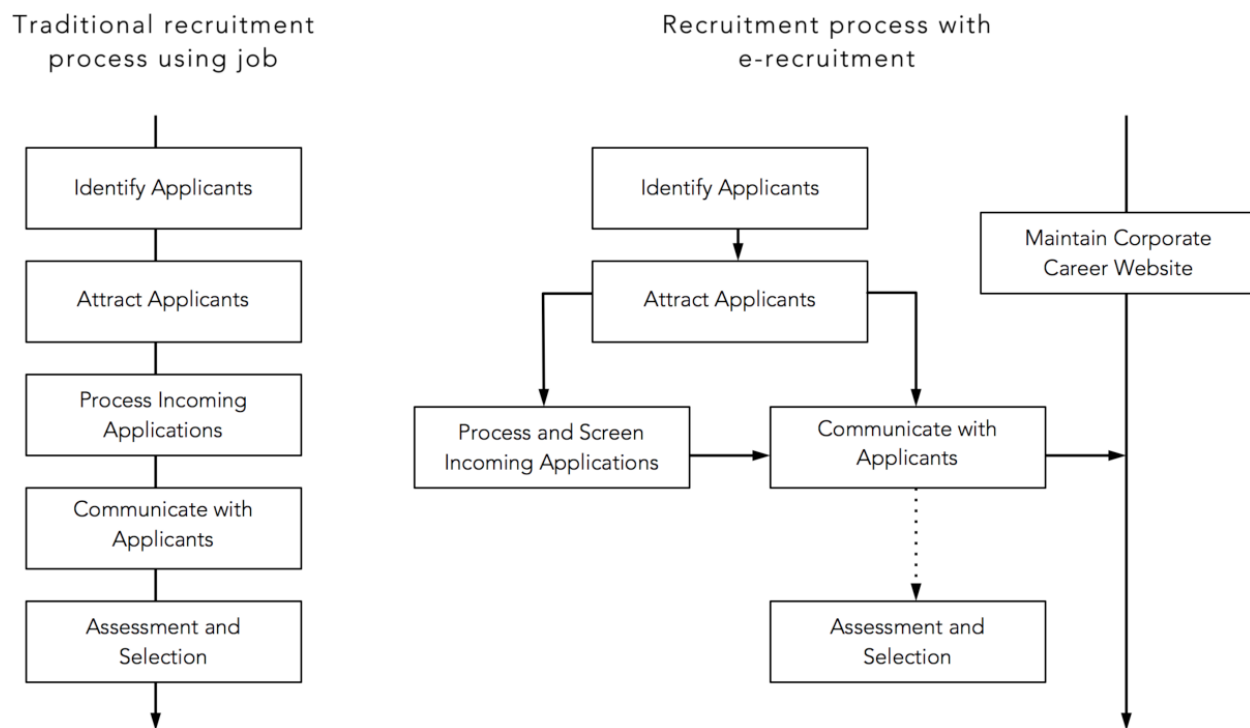 Traditional recruitment
process using job
Identify Applicants
Attract Applicants
Process Incoming
Applications
Communicate with
Applicants
Assessment and
Selection
Recruitment process with
e-recruitment
Identify Applicants
Attract Applicants
Process and Screen
Incoming Applications
Communicate with
Applicants
Assessment and
Selection
Maintain Corporate
Career Website